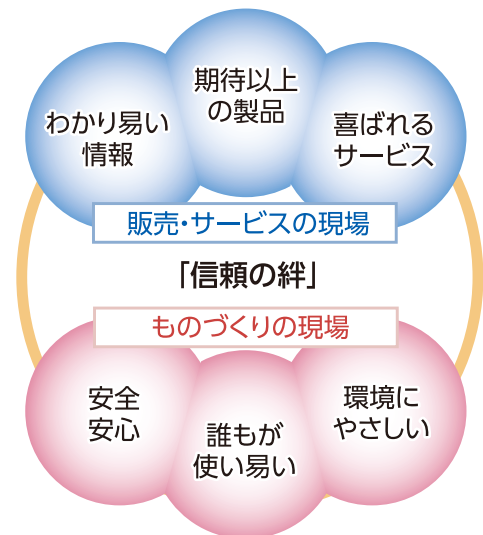 わかり易い
情報
期待以上
の製品
喜ばれる
サービス
販売・サービスの現場
「信頼の絆」
ものづくりの現場
安全
安心
誰もが
使い易い
環境に
やさしい